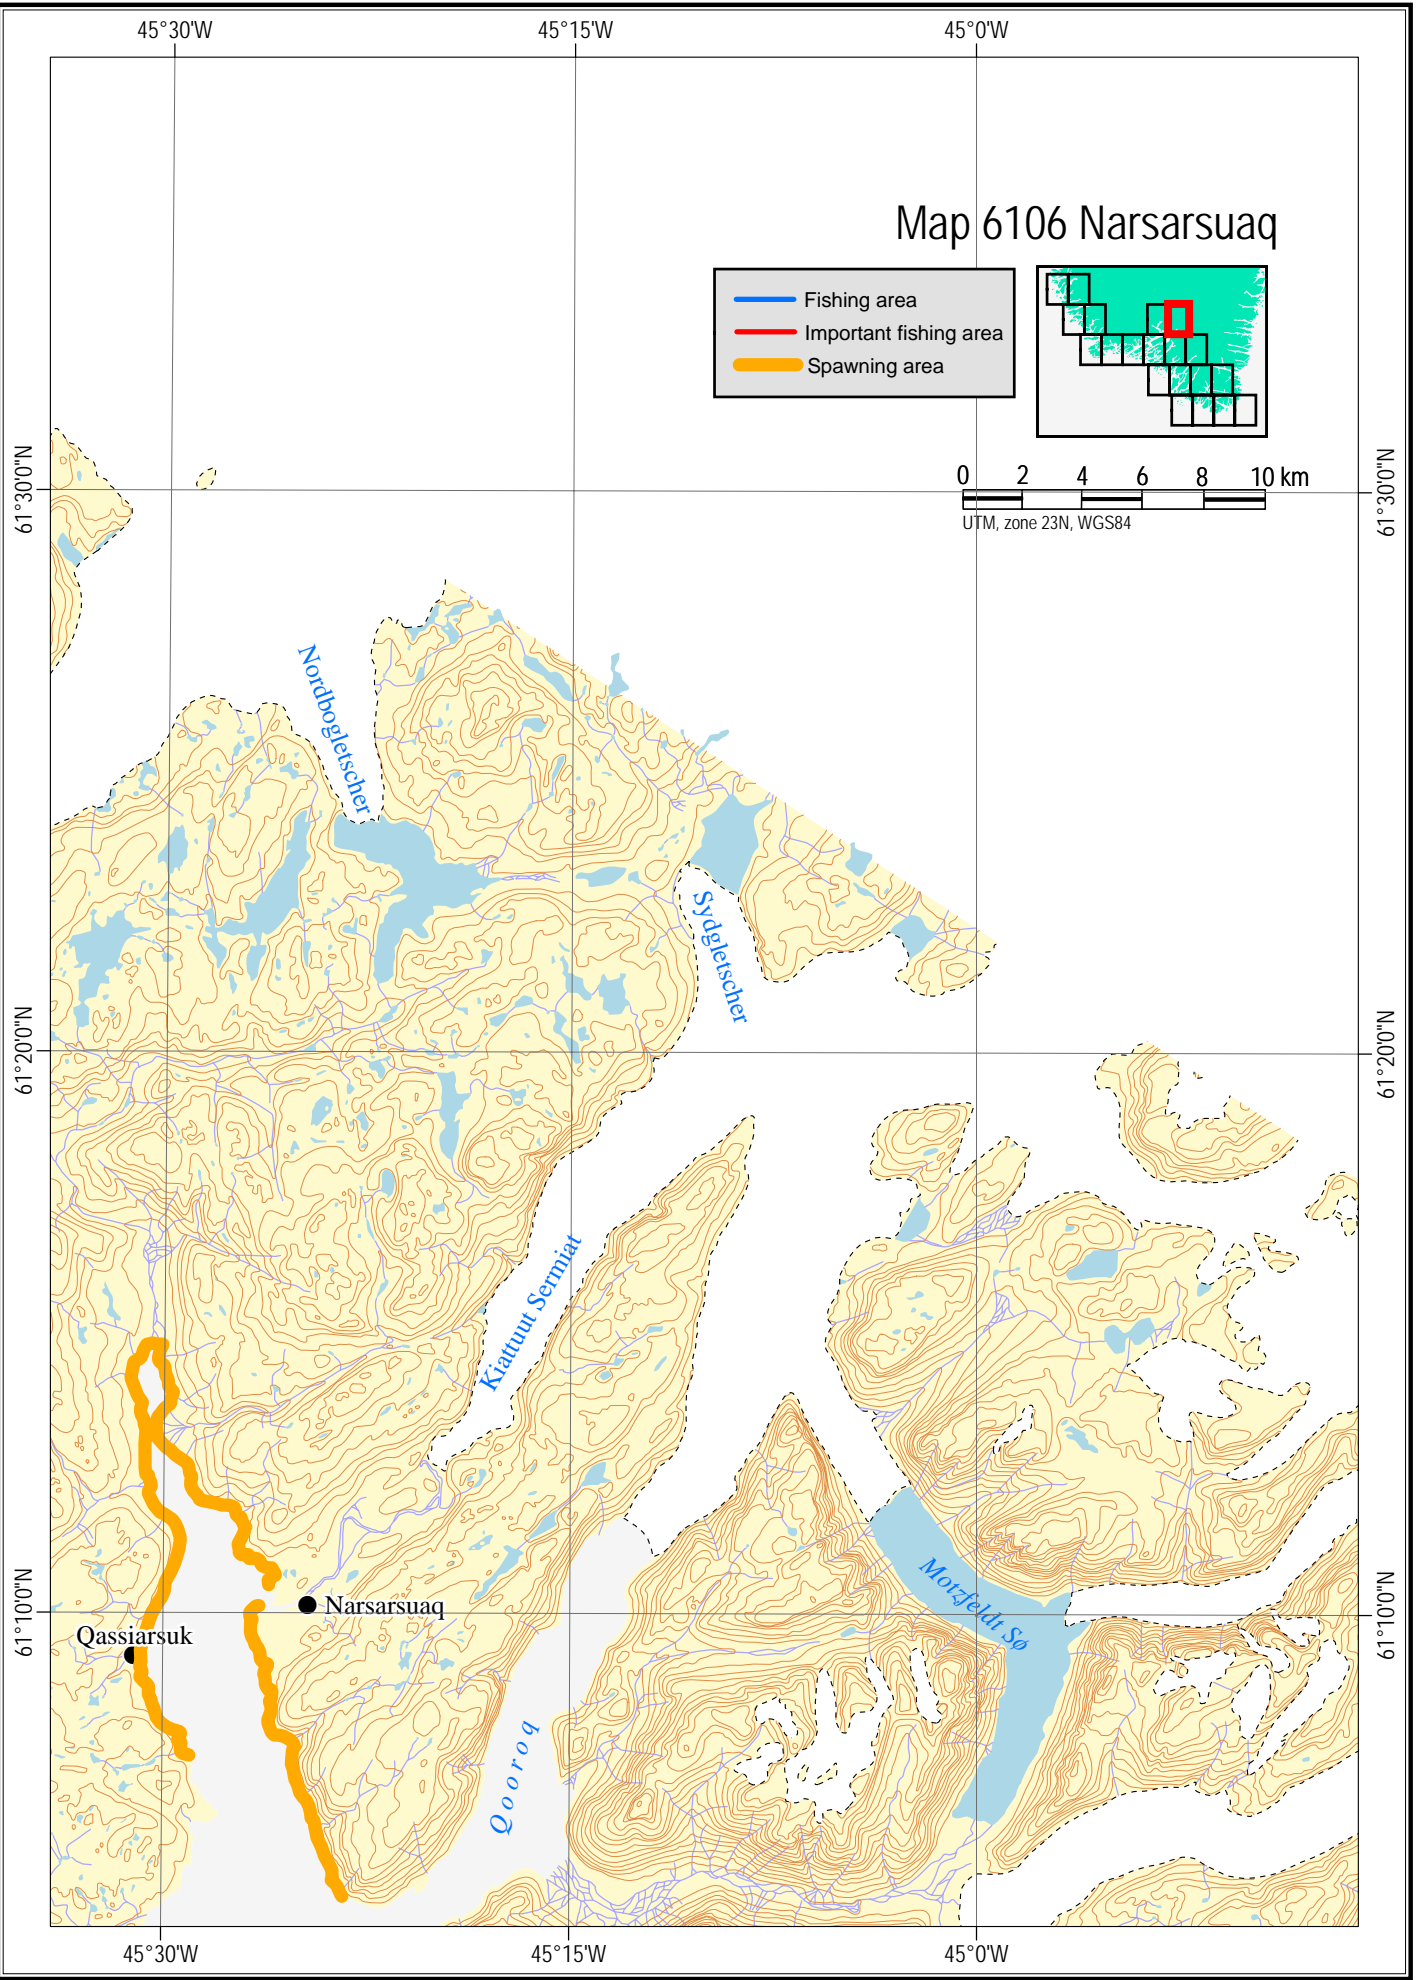 45°30'W
45°15'W
45°0'W
Map 6106 Narsarsuaq
Fishing area
Important fishing area
Spawning area
0 2 4 6 8 10 km
UTM, zone 23N, WGS84
61°30'0"N
61°30'0"N
Nordbogletscher
Sydgletscher
61°20'0"N
61°20'0"N
Kiattuut Sermiat
Motzfeldt Sø
61°10'0"N
61°10'0"N
Narsarsuaq
Qassiarsuk
Qooroq
45°30'W
45°15'W
45°0'W